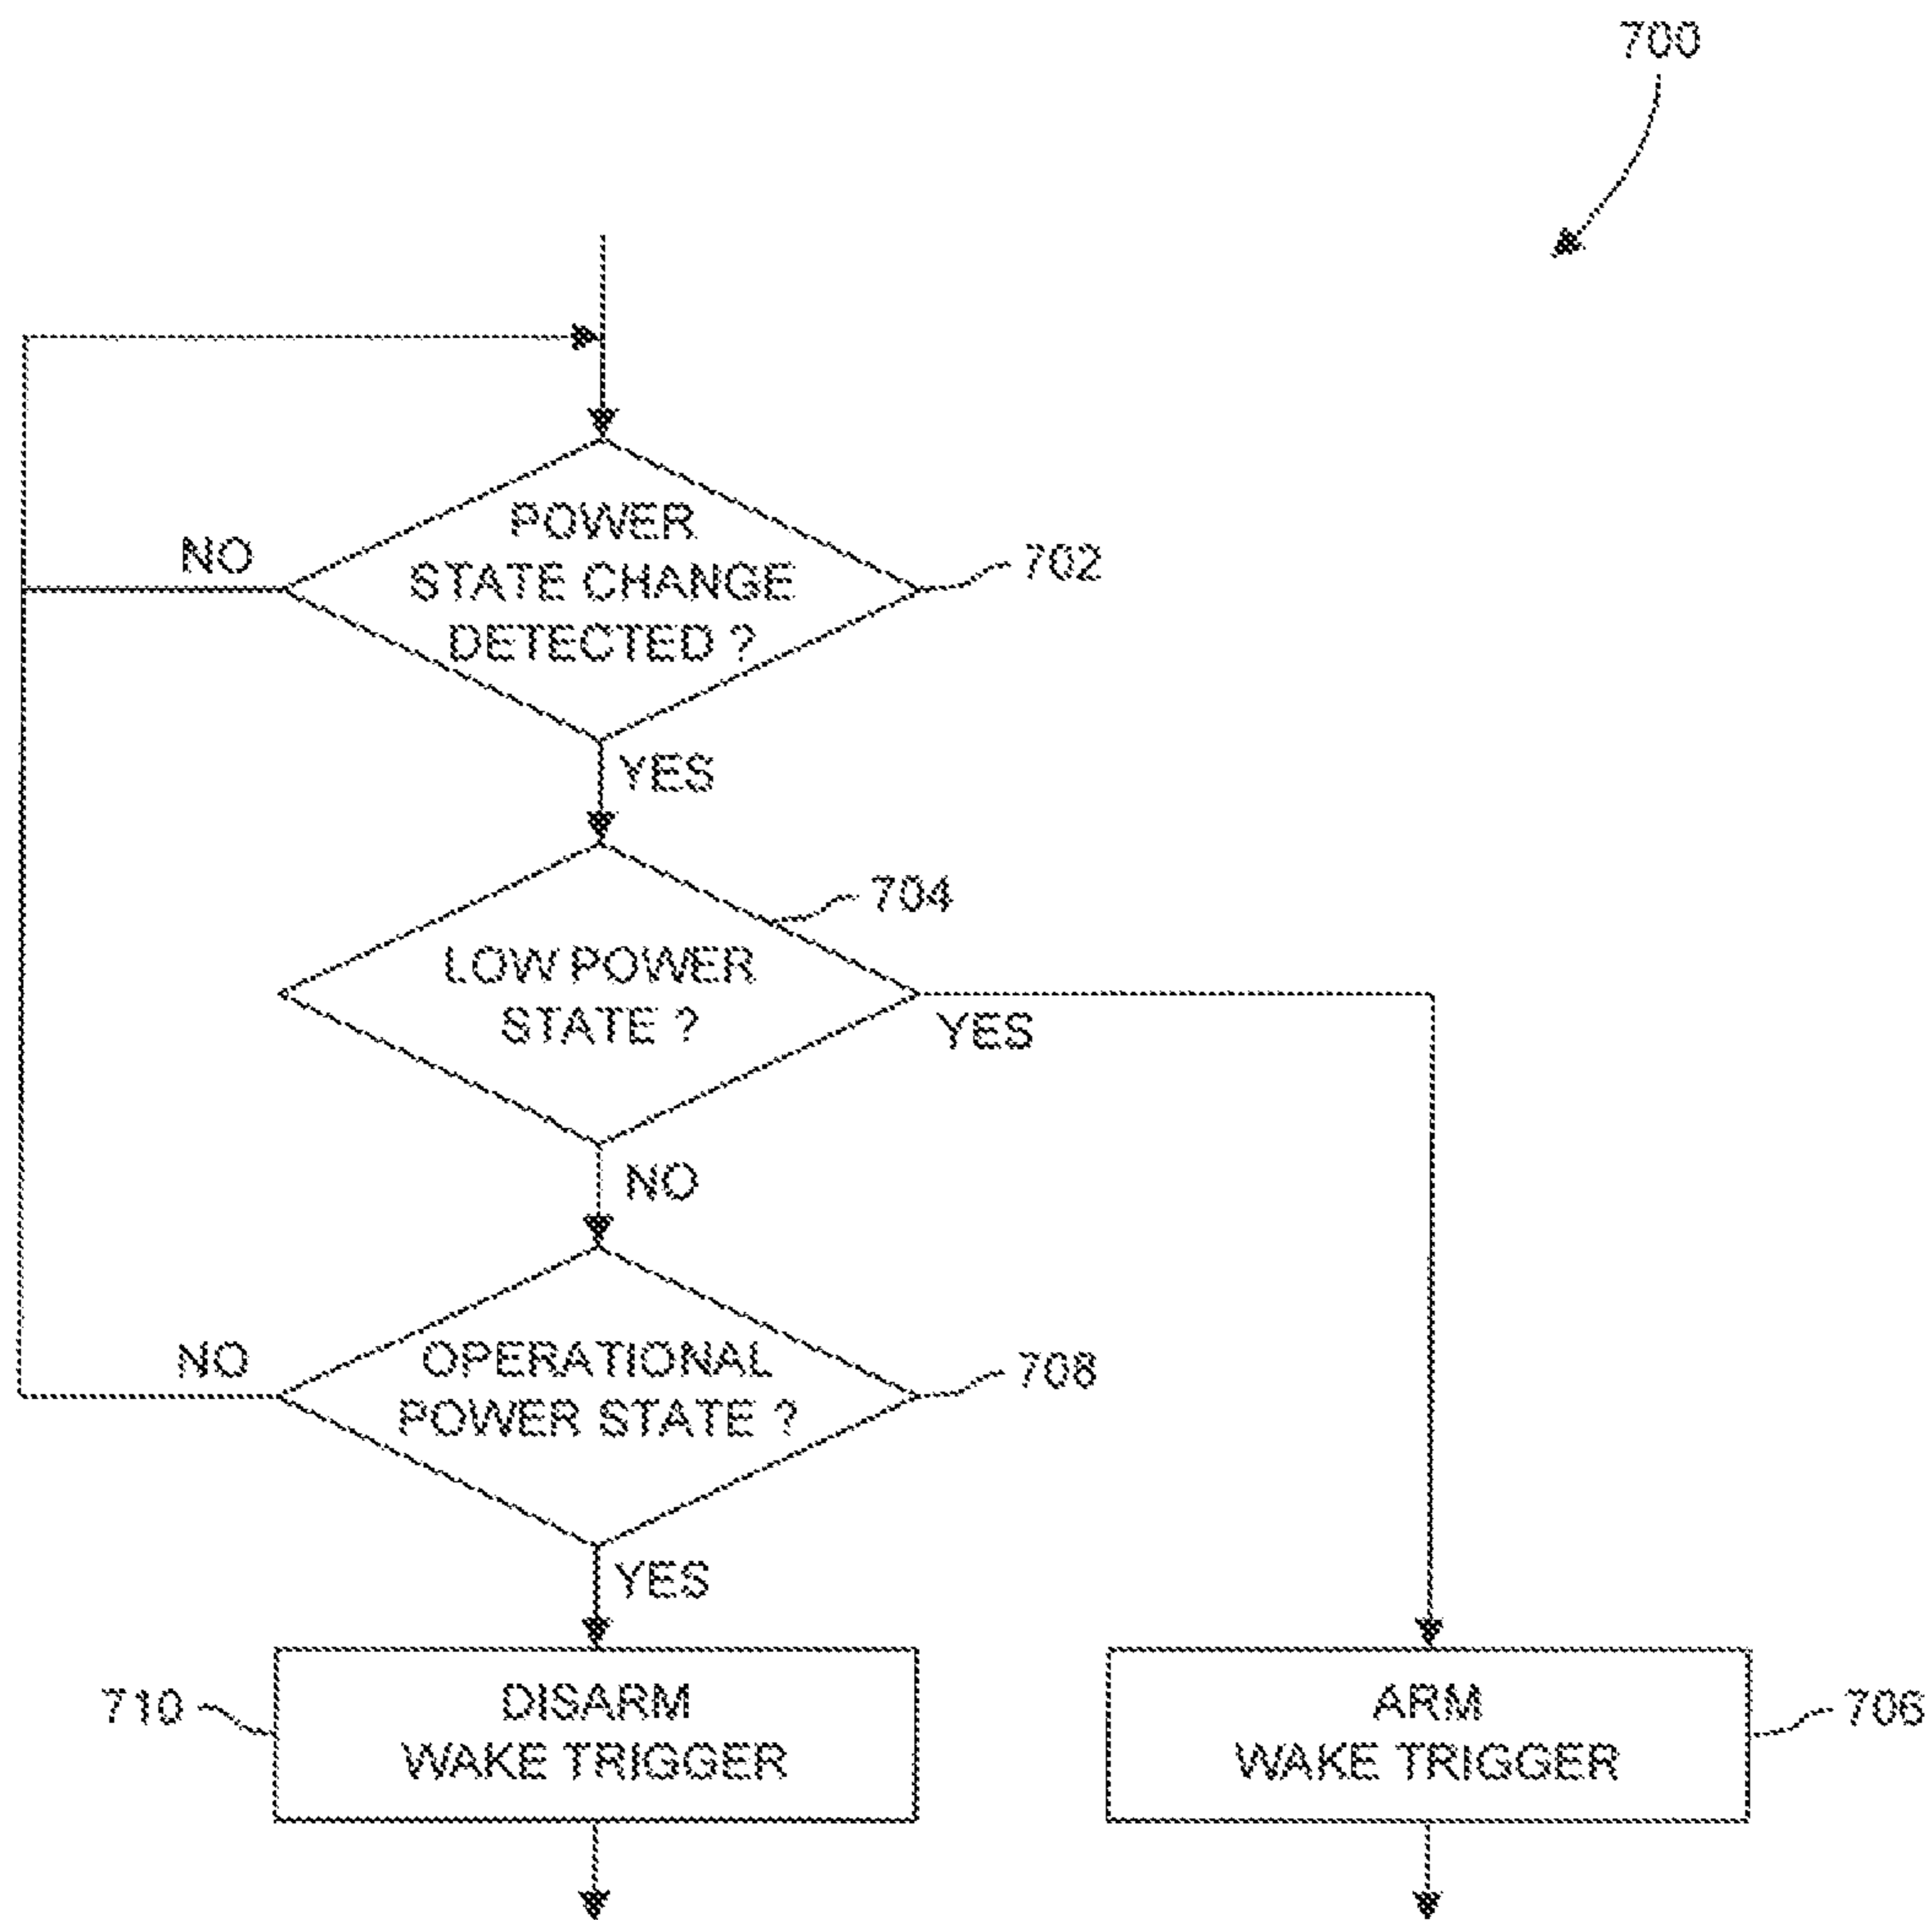 700
POWER
STATE CHANGE
DETECTED ?
NO
702
YES
704
LOW POWER
STATE ?
YES
NO
OPERATIONAL
POWER STATE ?
NO
708
YES
710
DISARM
WAKE TRIGGER
ARM
WAKE TRIGGER
706